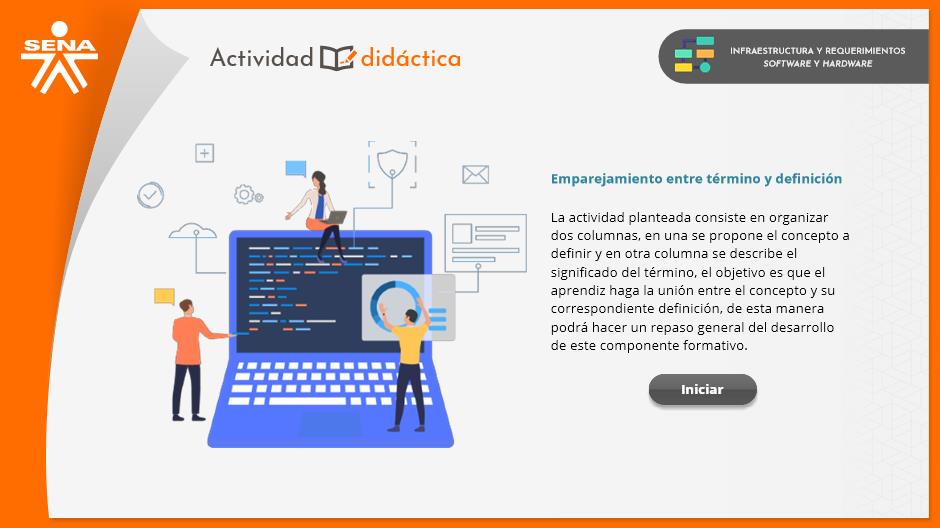 SENA
Actividad didáctica
INFRAESTRUCTURA Y REQUERIMIENTOS
SOFTWARE Y HARDWARE
Emparejamiento entre término y definición
La actividad planteada consiste en organizar
dos columnas, en una se propone el concepto a
definir y en otra columna se describe el
significado del término, el objetivo es que el
aprendiz haga la unión entre el concepto y su
correspondiente definición, de esta manera
podrá hacer un repaso general del desarrollo
de este componente formativo.
Iniciar